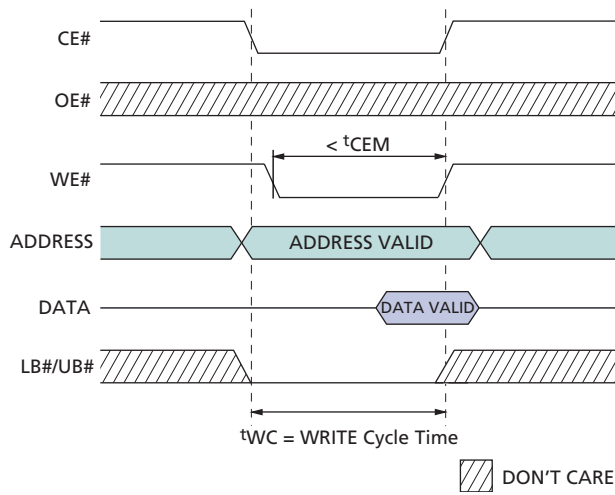 CE#
OE#
< tCEM
WE#
ADDRESS
ADDRESS VALID
DATA
DATA VALID
LB#/UB#
tWC = WRITE Cycle Time
DON'T CARE